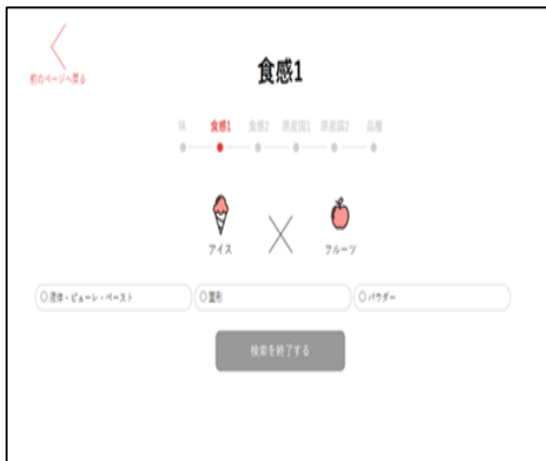 食感1
前のページへ戻る
味 食感1 食感2 原産国1 原産国2 品種
アイス フルーツ
液体・ピューレ・ペースト 固形 パウダー
検索を終了する